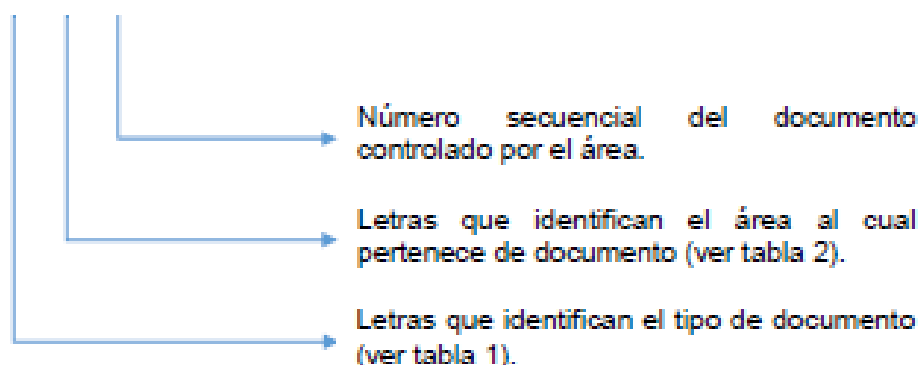 Número secuencial del documento
controlado por el área.
Letras que identifican el área al cual
pertenece de documento (ver tabla 2).
Letras que identifican el tipo de documento
(ver tabla 1).